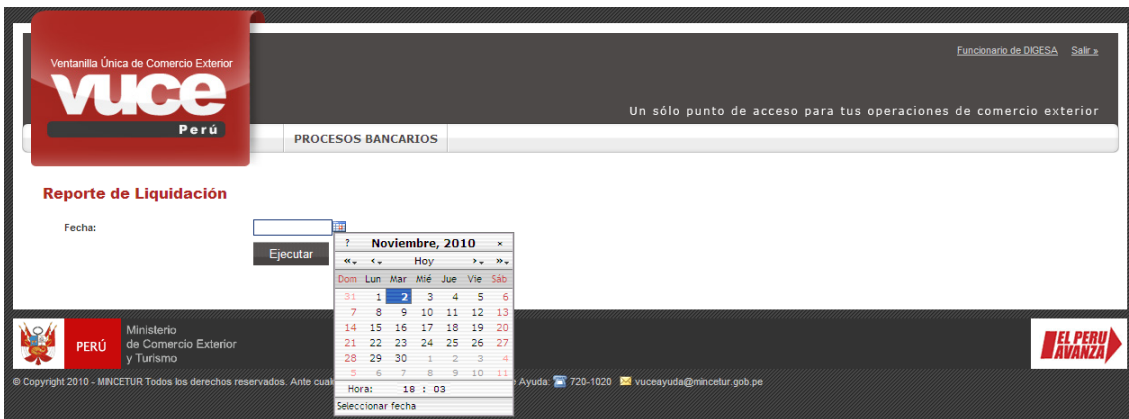 Funcionario de DIGESA Salir »
Ventanilla Única de Comercio Exterior
vuce
Perú
Un sólo punto de acceso para tus operaciones de comercio exterior
PROCESOS BANCARIOS
Reporte de Liquidación
Fecha:
Ejecutar
? Noviembre, 2010 ×
« ‹ Hoy › »
Dom Lun Mar Mié Jue Vie Sáb
31 1 2 3 4 5 6
7 8 9 10 11 12 13
14 15 16 17 18 19 20
21 22 23 24 25 26 27
28 29 30 1 2 3 4
5 6 7 8 9 10 11
Hora: 18 : 03
Seleccionar fecha
PERÚ
Ministerio
de Comercio Exterior
y Turismo
EL PERU
AVANZA
© Copyright 2010 - MINCETUR Todos los derechos reservados. Ante Ayuda: 720-1020 vuceayuda@mincetur.gob.pe